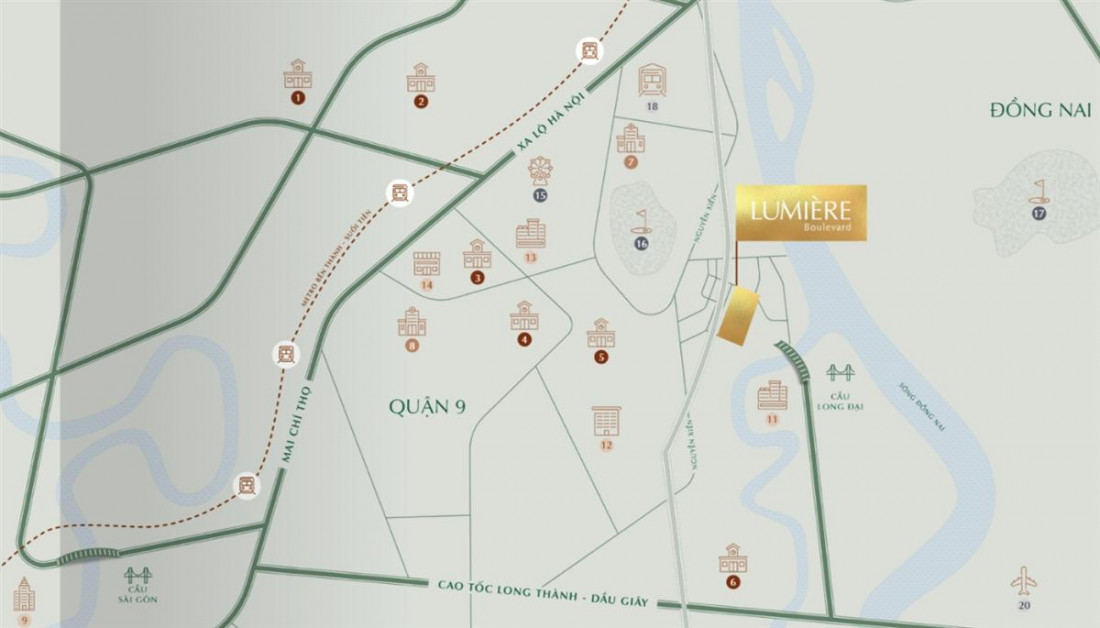 1
2
XA LỘ HÀ NỘI
18
ĐỒNG NAI
7
15
METRO BẾN THÀNH - SUỐI TIÊN
16
NGUYỄN XIỂN
LUMIÈRE
Boulevard
17
13
3
14
8
4
5
MAI CHÍ THỌ
QUẬN 9
12
NGUYỄN XIỂN
11
CẦU
LONG ĐẠI
SÔNG ĐỒNG NAI
9
CẦU
SÀI GÒN
CAO TỐC LONG THÀNH - DẦU GIÂY
6
20